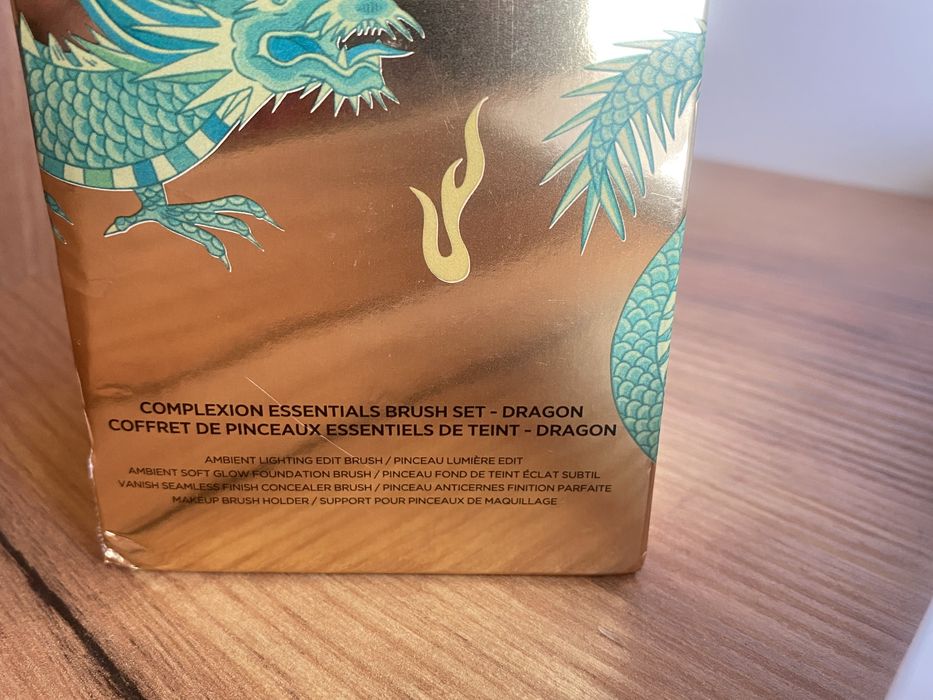 COMPLEXION ESSENTIALS BRUSH SET - DRAGON
COFFRET DE PINCEAUX ESSENTIELS DE TEINT - DRAGON
AMBIENT LIGHTING EDIT BRUSH / PINCEAU LUMIÈRE EDIT
AMBIENT SOFT GLOW FOUNDATION BRUSH / PINCEAU FOND DE TEINT ÉCLAT SUBTIL
VANISH SEAMLESS FINISH CONCEALER BRUSH / PINCEAU ANTICERNES FINITION PARFAITE
MAKEUP BRUSH HOLDER / SUPPORT POUR PINCEAUX DE MAQUILLAGE